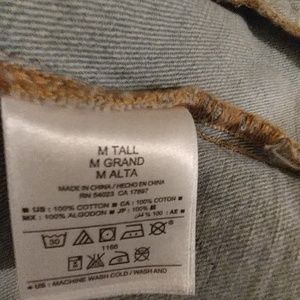 M TALL
M GRAND
M ALTA
MADE IN CHINA / HECHO EN CHINA
RN 54023 CA 17897
US : 100% COTTON CA : 100% COTON
MX : 100% ALGODON JP : 100%
30
1166
US : MACHINE WASH COLD / WASH AND